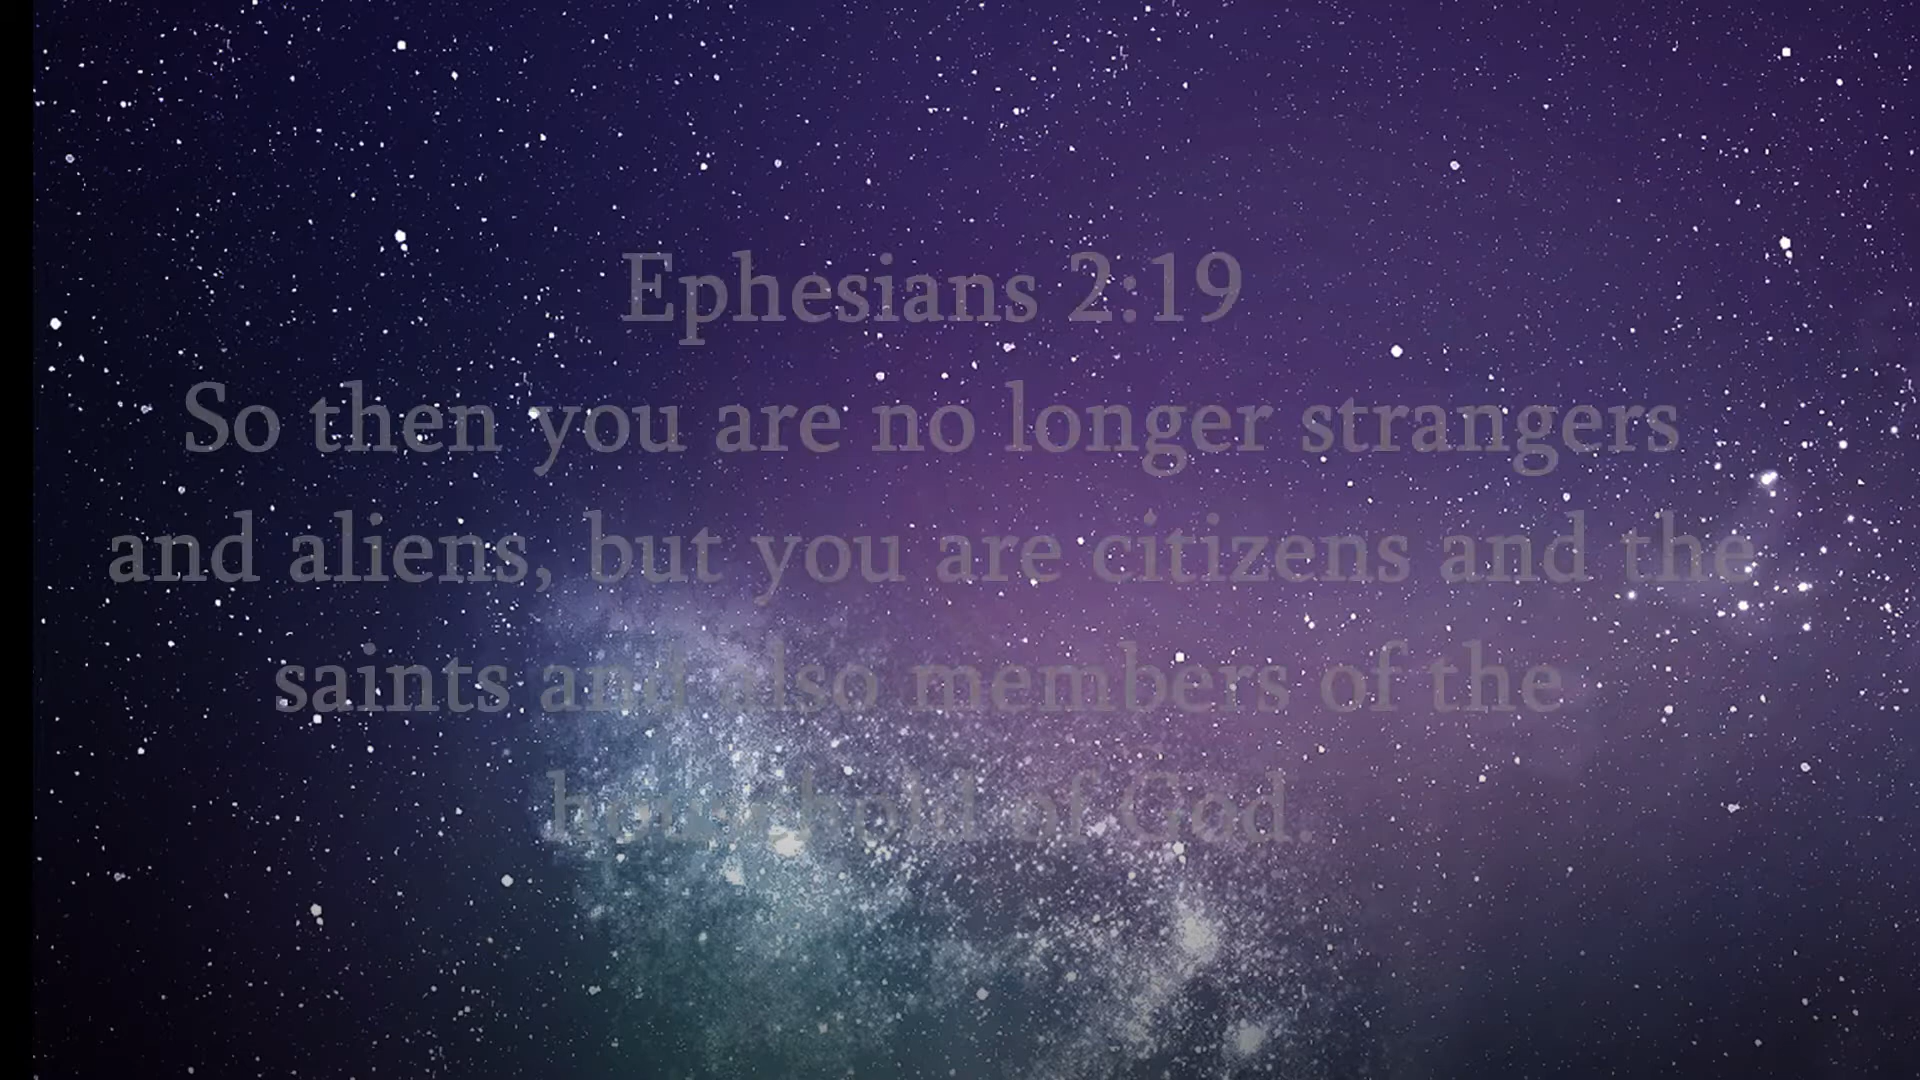 Ephesians 2:19
So then you are no longer strangers
and aliens, but you are citizens and the
saints and also members of the
household of God.